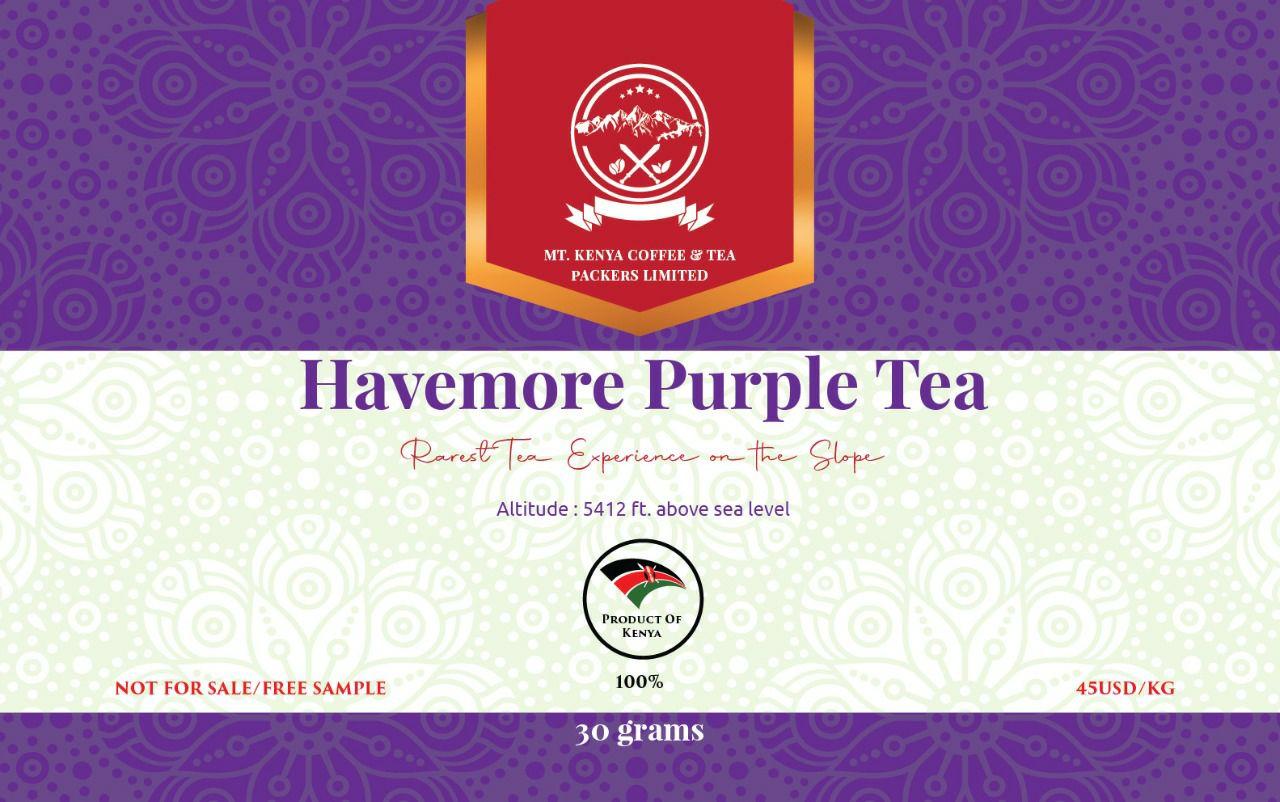 MT. KENYA COFFEE & TEA
PACKERS LIMITED
Havemore Purple Tea
Rarest Tea Experience on the Slope
Altitude : 5412 ft. above sea level
PRODUCT OF
KENYA
100%
NOT FOR SALE/FREE SAMPLE
45USD/KG
30 grams